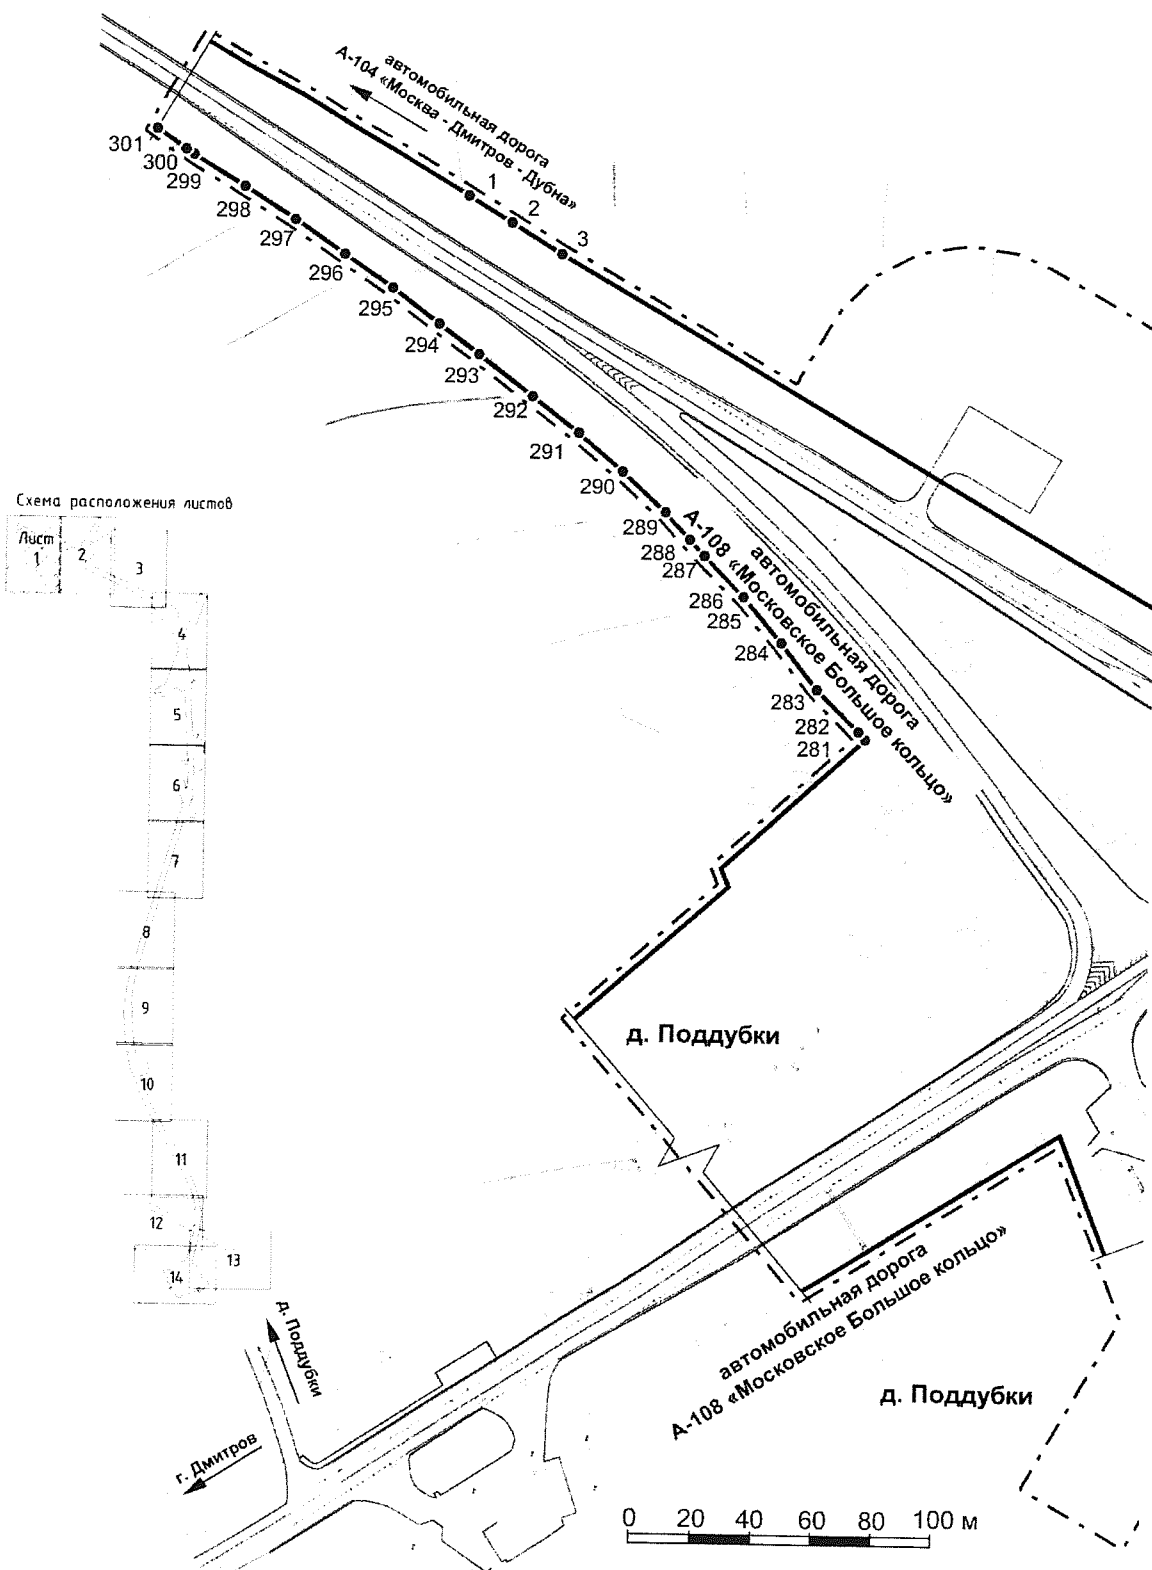 автомобильная дорога
А-104 «Москва - Дмитров - Дубна»
301
300
299
298
297
296
295
294
293
292
291
290
289
288
287
286
285
284
283
282
281
1
2
3
автомобильная дорога
А-108 «Московское Большое кольцо»
Схема расположения листов
Лист
1
2
3
4
5
6
7
8
9
10
11
12
13
14
д. Поддубки
д. Поддубки
г. Дмитров
автомобильная дорога
А-108 «Московское Большое кольцо»
д. Поддубки
0 20 40 60 80 100 м